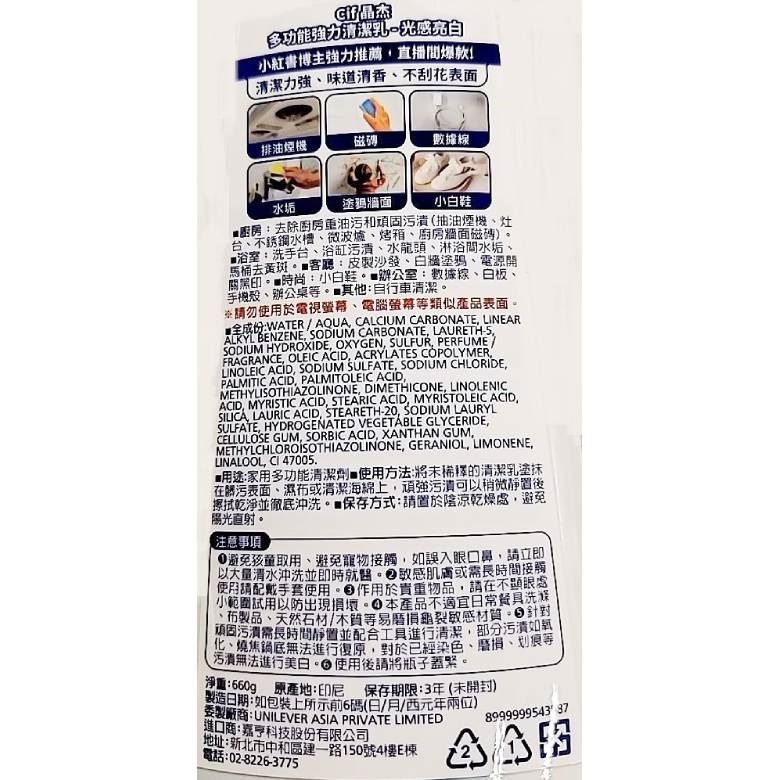 Cif晶杰
多功能強力清潔乳-光感亮白
小紅書博主強力推薦，直播間爆款!
清潔力強、味道清香、不刮花表面
排油煙機
磁磚
數據線
水垢
塗鴉牆面
小白鞋
■廚房：去除廚房重油污和頑固污漬（抽油煙機、灶
台、不銹鋼水槽、微波爐、烤箱、廚房牆面磁磚）。
■浴室：洗手台、浴缸污漬、水龍頭、淋浴間水垢、
馬桶去黃斑。■客廳：皮製沙發、白牆塗鴉、電源開
關黑印。■時尚：小白鞋。■辦公室：數據線、白板、
手機殼、辦公桌等。■其他:自行車清潔。
※請勿使用於電視螢幕、電腦螢幕等類似產品表面。
■全成份:WATER / AQUA, CALCIUM CARBONATE, LINEAR
ALKYL BENZENE, SODIUM CARBONATE, LAURETH-5,
SODIUM HYDROXIDE, OXYGEN, SULFUR, PERFUME /
FRAGRANCE, OLEIC ACID, ACRYLATES COPOLYMER,
LINOLEIC ACID, SODIUM SULFATE, SODIUM CHLORIDE,
PALMITIC ACID, PALMITOLEIC ACID,
METHYLISOTHIAZOLINONE, DIMETHICONE, LINOLENIC
ACID, MYRISTIC ACID, STEARIC ACID, MYRISTOLEIC ACID,
SILICA, LAURIC ACID, STEARETH-20, SODIUM LAURYL
SULFATE, HYDROGENATED VEGETABLE GLYCERIDE,
CELLULOSE GUM, SORBIC ACID, XANTHAN GUM,
METHYLCHLOROISOTHIAZOLINONE, GERANIOL, LIMONENE,
LINALOOL, CI 47005.
■用途:家用多功能清潔劑■使用方法:將未稀釋的清潔乳塗抹
在髒污表面、濕布或清潔海綿上，頑強污漬可以稍微靜置後
擦拭乾淨並徹底沖洗。■保存方式:請置於陰涼乾燥處，避免
陽光直射。
注意事項
❶避免孩童取用、避免寵物接觸，如誤入眼口鼻，請立即
以大量清水沖洗並即時就醫。❷敏感肌膚或需長時間接觸
使用請配戴手套使用。❸作用於貴重物品，請在不顯眼處
小範圍試用以防出現損壞。❹本產品不適宜日常餐具洗滌
、布製品、天然石材/木質等易磨損龜裂敏感材質。❺針對
頑固污漬需長時間靜置並配合工具進行清潔，部分污漬如氧
化、燒焦鍋底無法進行復原，對於已經染色、磨損、划痕等
污漬無法進行美白。❻使用後請將瓶子蓋緊。
淨重:660g 原產地:印尼 保存期限:3年 (未開封)
製造日期:如包裝上所示前6碼(日/月/西元年兩位)
委製廠商:UNILEVER ASIA PRIVATE LIMITED
進口商:嘉亨科技股份有限公司
地址:新北市中和區建一路150號4樓E棟
電話:02-8226-3775
2
1